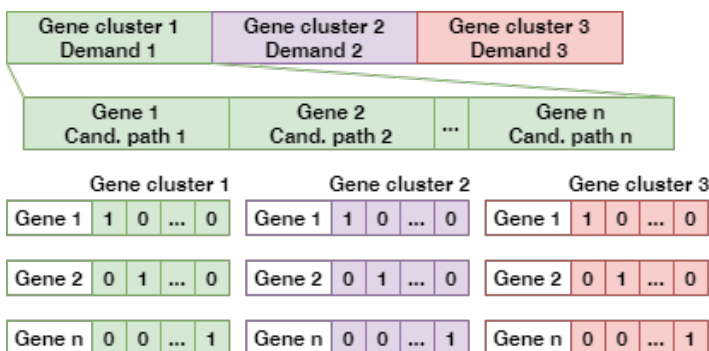 Gene cluster 1 Gene cluster 2 Gene cluster 3
Demand 1 Demand 2 Demand 3
Gene 1 Gene 2 ... Gene n
Cand. path 1 Cand. path 2 Cand. path n
Gene cluster 1 Gene cluster 2 Gene cluster 3
Gene 1 1 0 ... 0 Gene 1 1 0 ... 0 Gene 1 1 0 ... 0
Gene 2 0 1 ... 0 Gene 2 0 1 ... 0 Gene 2 0 1 ... 0
Gene n 0 0 ... 1 Gene n 0 0 ... 1 Gene n 0 0 ... 1